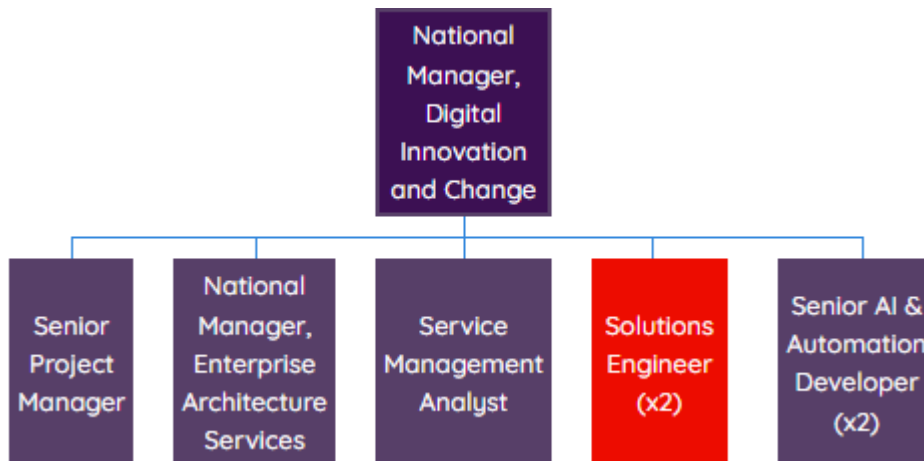 National
Manager,
Digital
Innovation
and Change
Senior
Project
Manager
National
Manager,
Enterprise
Architecture
Services
Service
Management
Analyst
Solutions
Engineer
(x2)
Senior AI &
Automation
Developer
(x2)